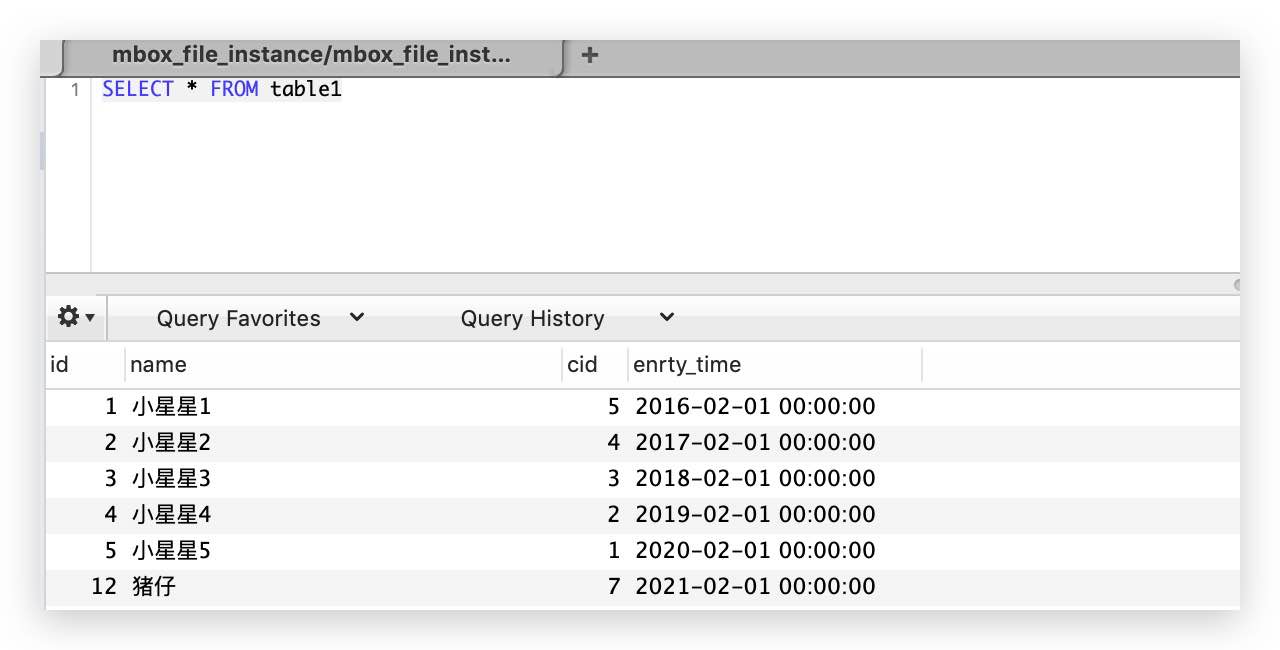 mbox_file_instance/mbox_file_inst... +
1 SELECT * FROM table1
Query Favorites Query History
id name cid enrty_time
1 小星星1 5 2016-02-01 00:00:00
2 小星星2 4 2017-02-01 00:00:00
3 小星星3 3 2018-02-01 00:00:00
4 小星星4 2 2019-02-01 00:00:00
5 小星星5 1 2020-02-01 00:00:00
12 猪仔 7 2021-02-01 00:00:00